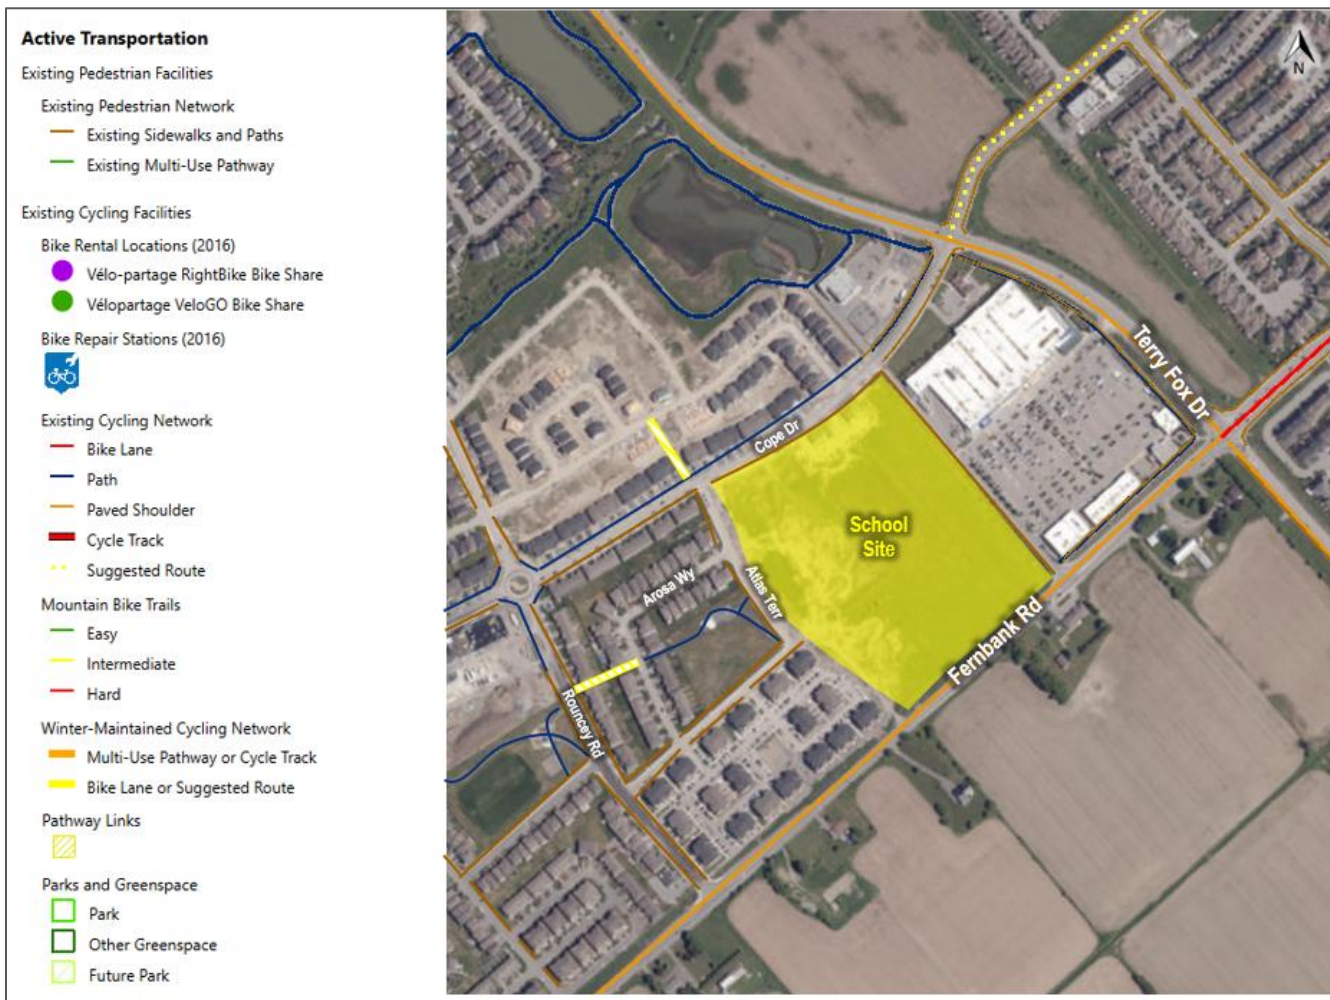 Active Transportation
Existing Pedestrian Facilities
Existing Pedestrian Network
Existing Sidewalks and Paths
Existing Multi-Use Pathway
Existing Cycling Facilities
Bike Rental Locations (2016)
Vélo-partage RightBike Bike Share
Vélopartage VeloGO Bike Share
Bike Repair Stations (2016)
Existing Cycling Network
Bike Lane
Path
Paved Shoulder
Cycle Track
Suggested Route
Mountain Bike Trails
Easy
Intermediate
Hard
Winter-Maintained Cycling Network
Multi-Use Pathway or Cycle Track
Bike Lane or Suggested Route
Pathway Links
Parks and Greenspace
Park
Other Greenspace
Future Park
N
Terry Fox Dr
Cope Dr
School
Site
Arosa Wy
Atlas Terr
Fernbank Rd
Rouncey Rd